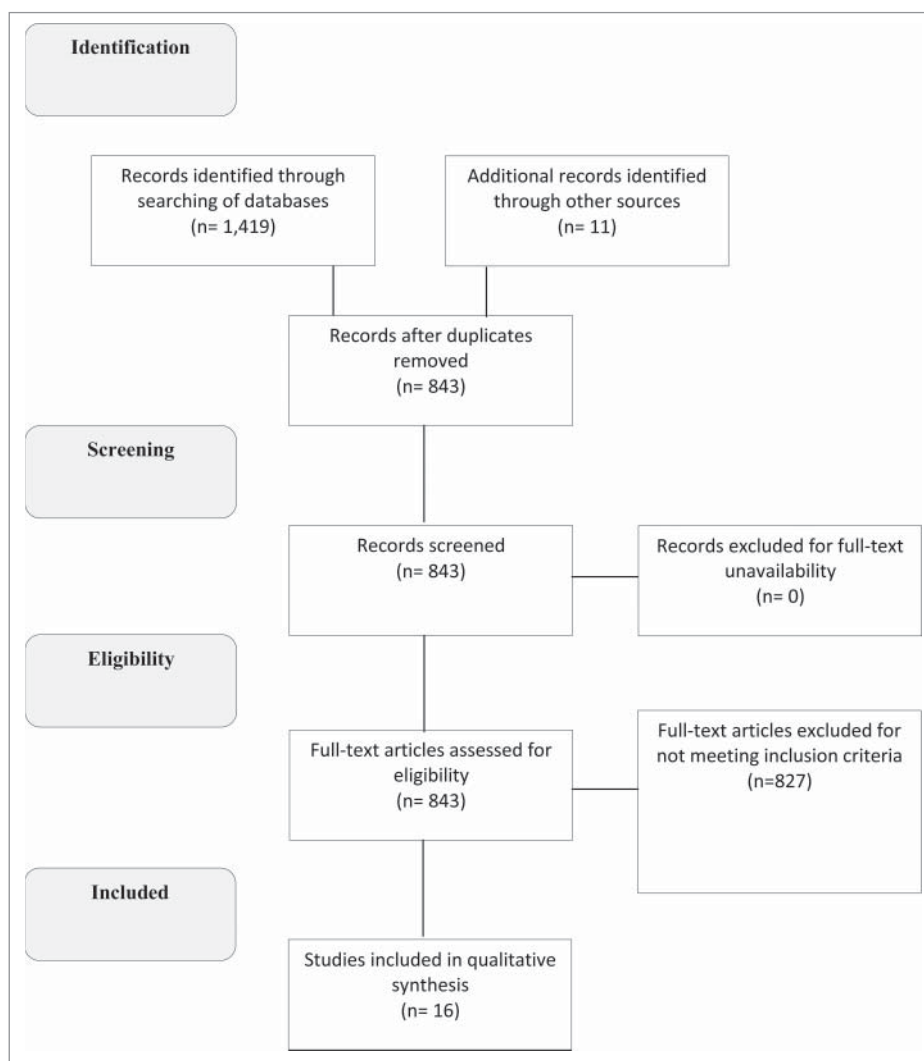 Identification
Records identified through
searching of databases
(n= 1,419)
Additional records identified
through other sources
(n= 11)
Records after duplicates
removed
(n= 843)
Screening
Records screened
(n= 843)
Records excluded for full-text
unavailability
(n= 0)
Eligibility
Full-text articles assessed for
eligibility
(n= 843)
Full-text articles excluded for
not meeting inclusion criteria
(n=827)
Included
Studies included in qualitative
synthesis
(n= 16)